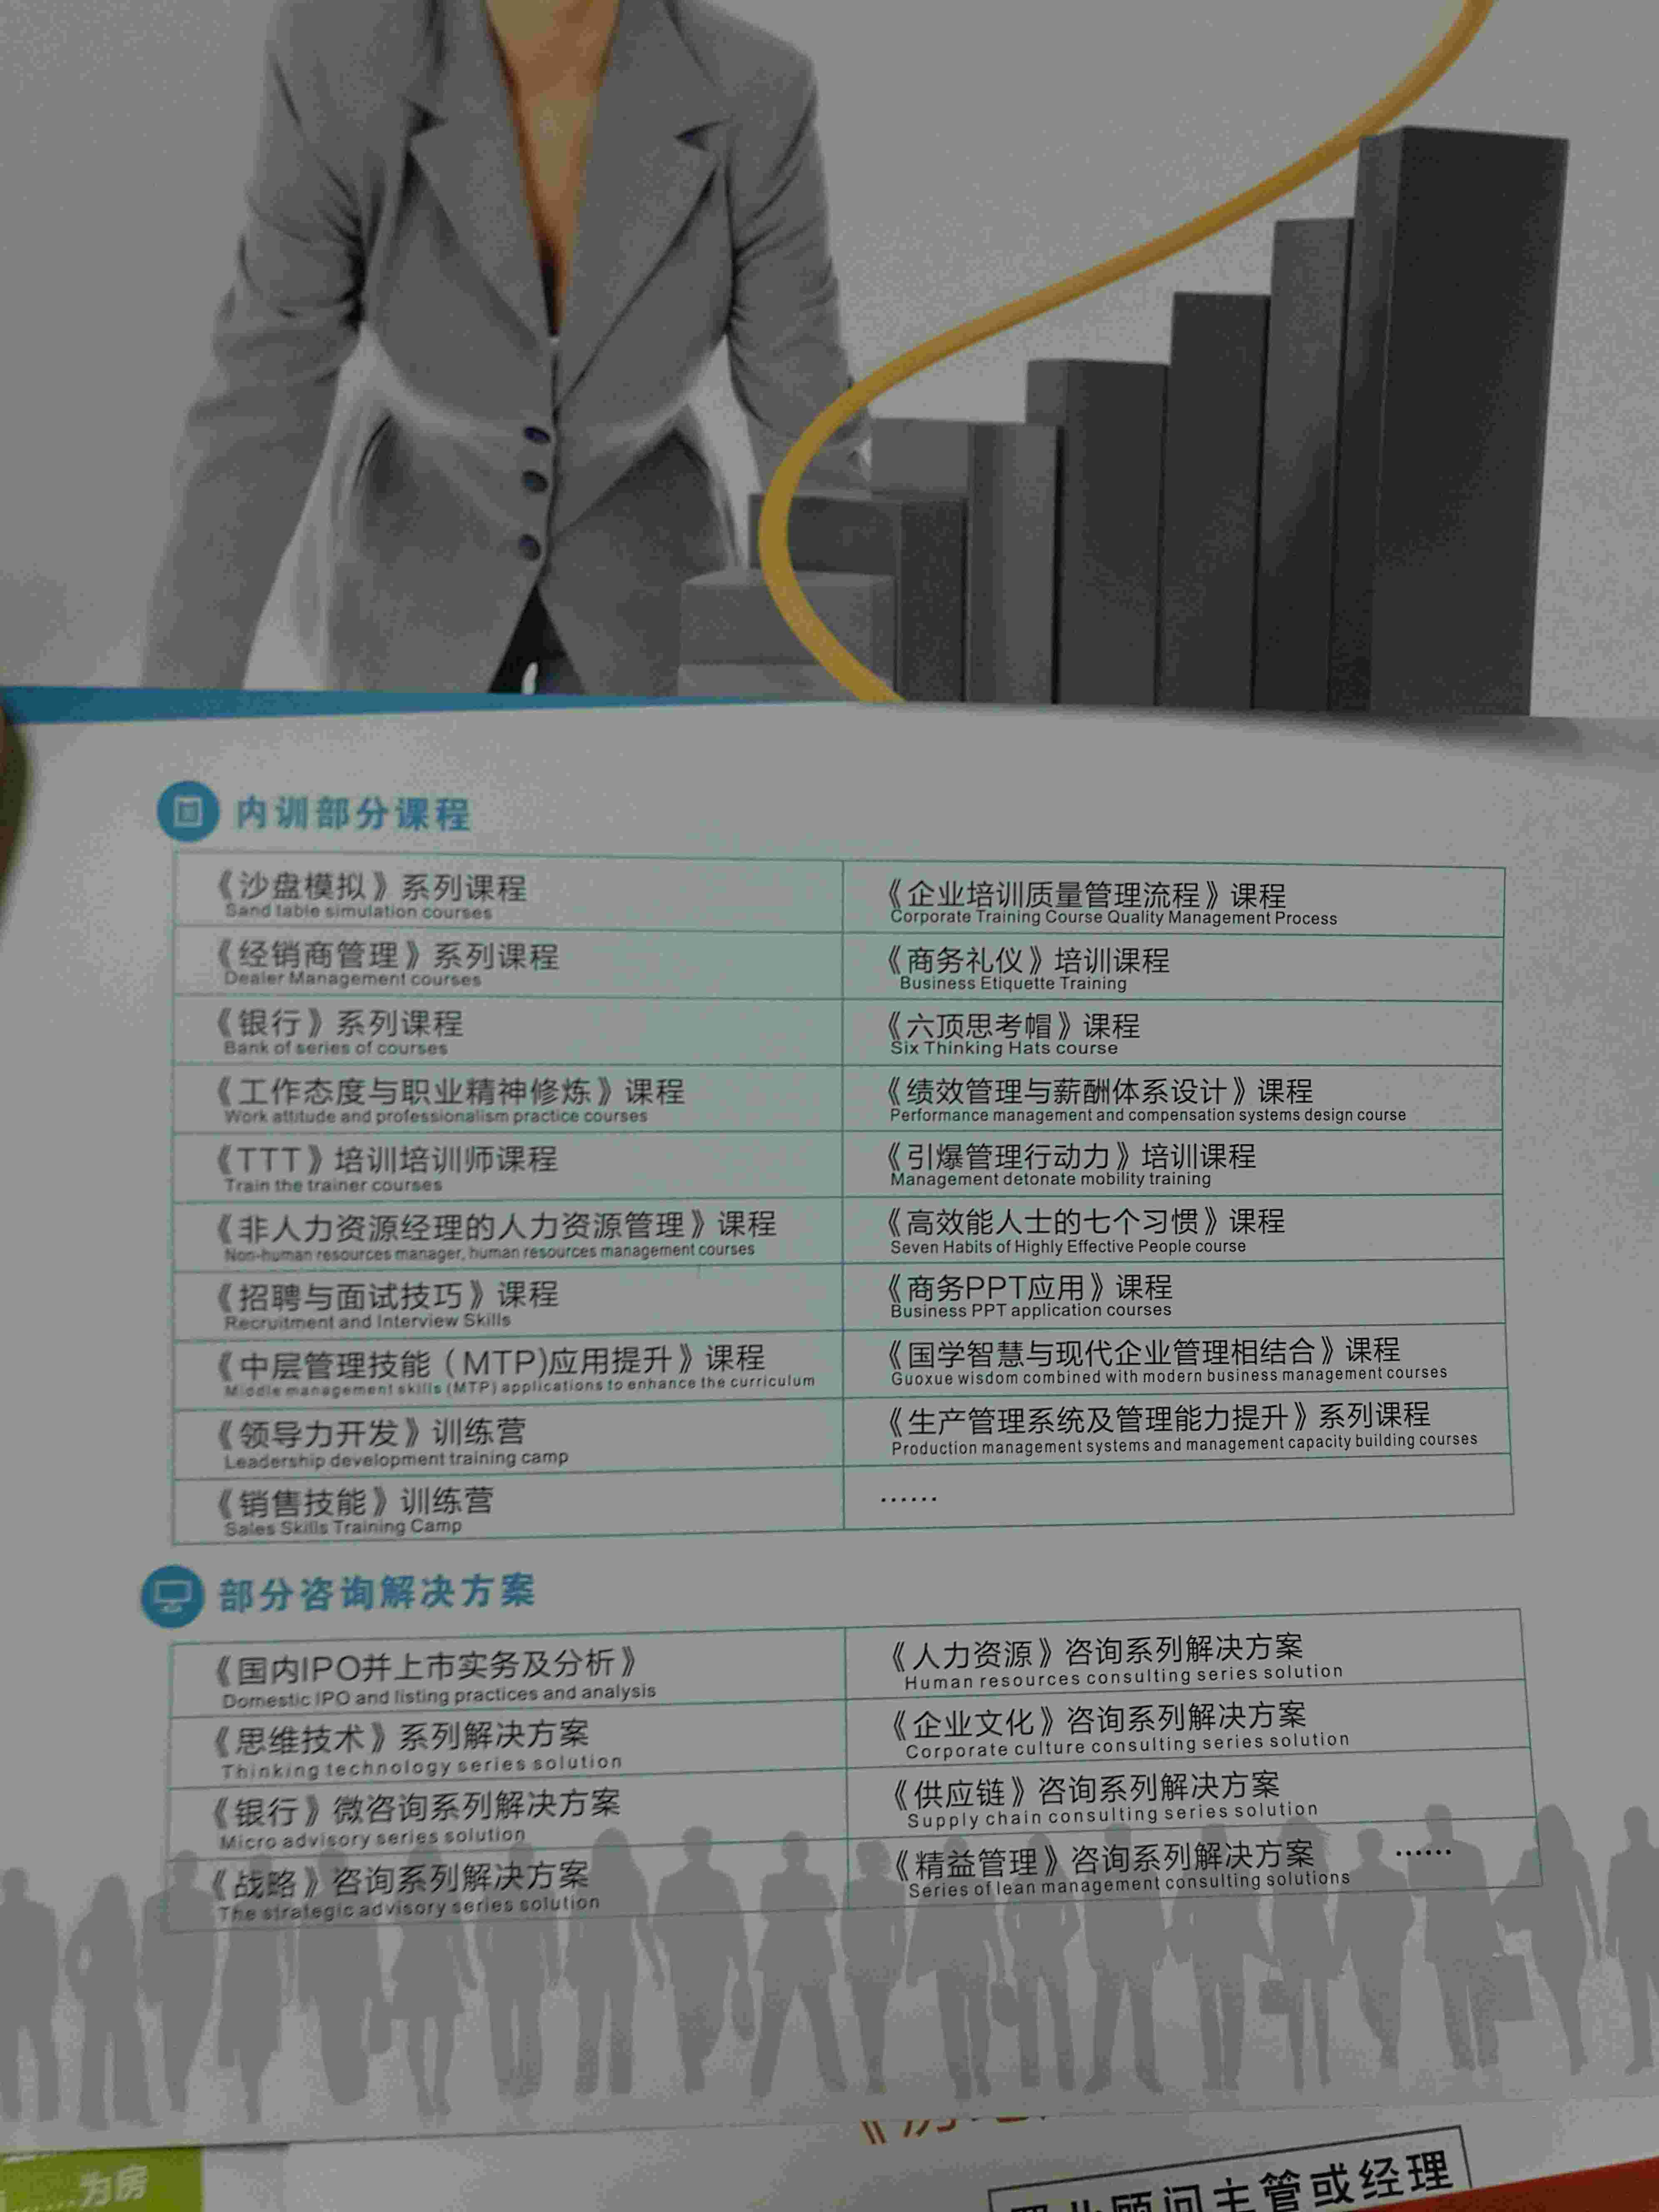 内训部分课程
《沙盘模拟》系列课程
Sand table simulation courses
《企业培训质量管理流程》课程
Corporate Training Course Quality Management Process
《经销商管理》系列课程
Dealer Management courses
《商务礼仪》培训课程
Business Etiquette Training
《银行》系列课程
Bank of series of courses
《六顶思考帽》课程
Six Thinking Hats course
《工作态度与职业精神修炼》课程
Work attitude and professionalism practice courses
《绩效管理与薪酬体系设计》课程
Performance management and compensation systems design course
《TTT》培训培训师课程
Train the trainer courses
《引爆管理行动力》培训课程
Management detonate mobility training
《非人力资源经理的人力资源管理》课程
Non-human resources manager, human resources management courses
《高效能人士的七个习惯》课程
Seven Habits of Highly Effective People course
《招聘与面试技巧》课程
Recruitment and Interview Skills
《商务PPT应用》课程
Business PPT application courses
《中层管理技能（MTP)应用提升》课程
Middle management skills (MTP) applications to enhance the curriculum
《国学智慧与现代企业管理相结合》课程
Guoxue wisdom combined with modern business management courses
《领导力开发》训练营
Leadership development training camp
《生产管理系统及管理能力提升》系列课程
Production management systems and management capacity building courses
《销售技能》训练营
Sales Skills Training Camp
……
部分咨询解决方案
《国内IPO并上市实务及分析》
Domestic IPO and listing practices and analysis
《人力资源》咨询系列解决方案
Human resources consulting series solution
《思维技术》系列解决方案
Thinking technology series solution
《企业文化》咨询系列解决方案
Corporate culture consulting series solution
《银行》微咨询系列解决方案
Micro advisory series solution
《供应链》咨询系列解决方案
Supply chain consulting series solution
《战略》咨询系列解决方案
The strategic advisory series solution
《精益管理》咨询系列解决方案 ……
Series of lean management consulting solutions
……为房
顾问主管或经理